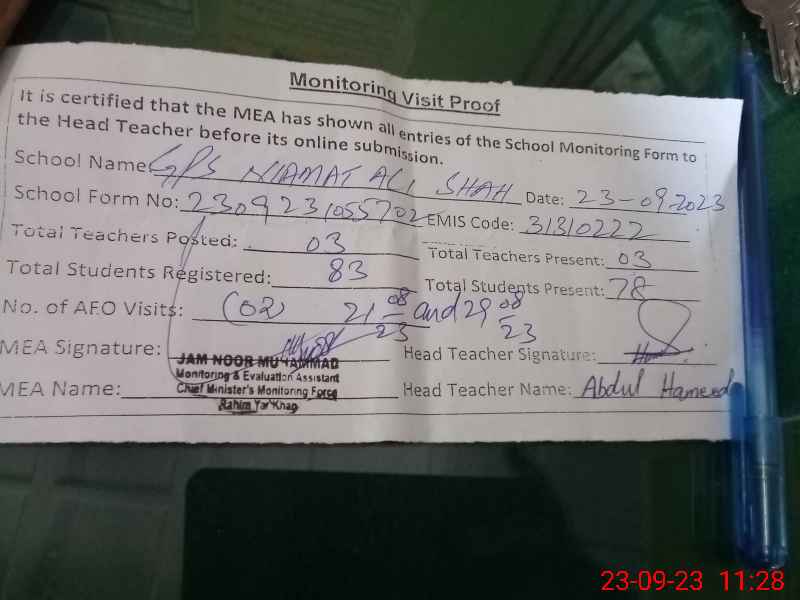 Monitoring Visit Proof
It is certified that the MEA has shown all entries of the School Monitoring Form to
the Head Teacher before its online submission.
School Name GPS NIAMAT ALI SHAH Date: 23-09-2023
School Form No: 2309231055702 EMIS Code: 31310222
Total Teachers Posted: 03 Total Teachers Present: 03
Total Students Registered: 83 Total Students Present: 78
No. of AEO Visits: (02) 21 08/23 and 29 08/23
MEA Signature: Head Teacher Signature:
JAM NOOR MUHAMMAD
Monitoring & Evaluation Assistant
MEA Name: Chief Minister's Monitoring Force Head Teacher Name: Abdul Hameed
Rahim Yar Khan
23-09-23 11:28